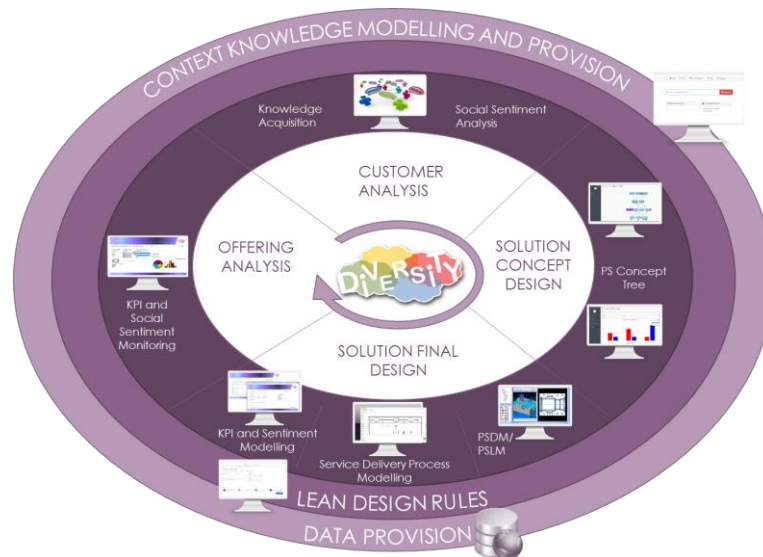 CONTEXT KNOWLEDGE MODELLING AND PROVISION
Knowledge
Acquisition
Social Sentiment
Analysis
CUSTOMER
ANALYSIS
OFFERING
ANALYSIS
SOLUTION
CONCEPT
DESIGN
DiVERSiTY
PS Concept
Tree
KPI and
Social
Sentiment
Monitoring
SOLUTION FINAL
DESIGN
KPI and Sentiment
Modelling
Service Delivery Process
Modelling
PSDM/
PSLM
LEAN DESIGN RULES
DATA PROVISION